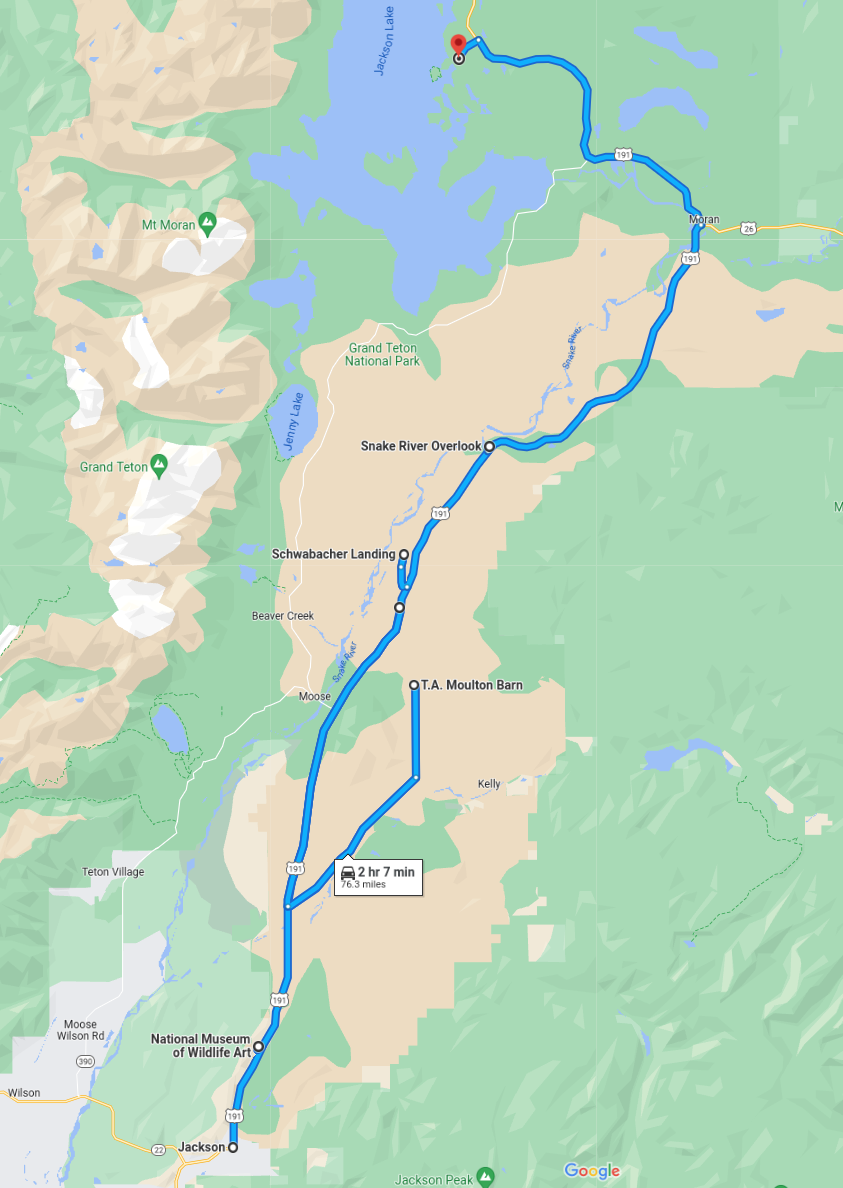 Jackson Lake
191
Moran
26
Mt Moran
191
Snake River
Grand Teton
National Park
Jenny Lake
Snake River Overlook
Grand Teton
191
M
Schwabacher Landing
Beaver Creek
Snake River
T.A. Moulton Barn
Moose
Kelly
2 hr 7 min
76.3 miles
191
Teton Village
191
Moose
Wilson Rd
National Museum
of Wildlife Art
390
Wilson
191
22
Jackson
Google
Jackson Peak